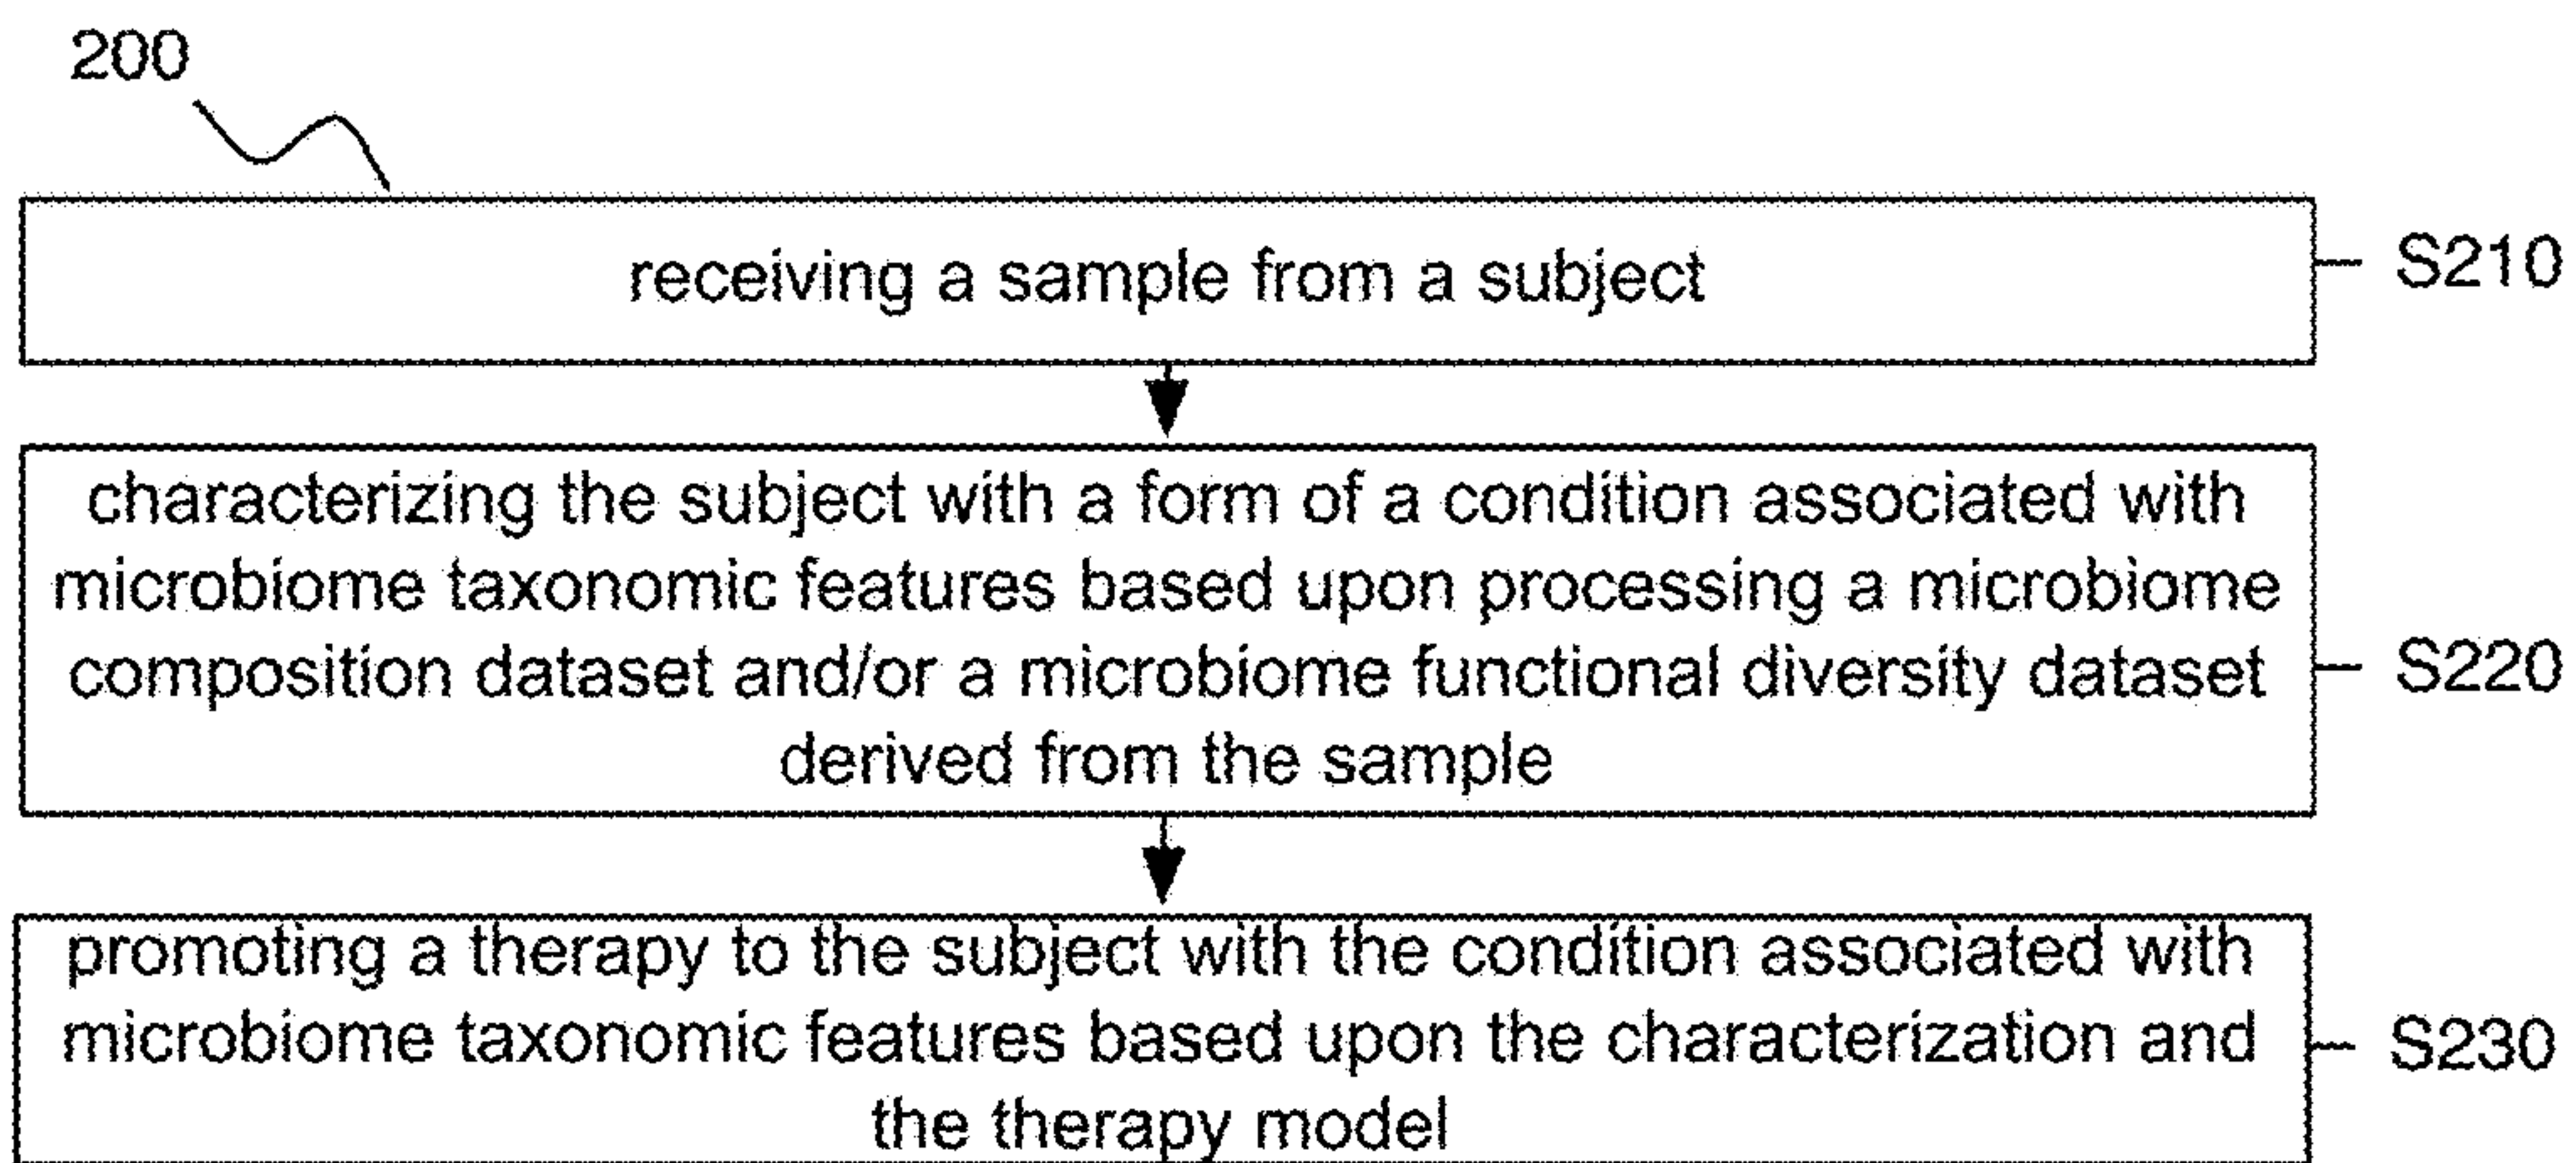 200
receiving a sample from a subject
S210
characterizing the subject with a form of a condition associated with
microbiome taxonomic features based upon processing a microbiome
composition dataset and/or a microbiome functional diversity dataset
derived from the sample
S220
promoting a therapy to the subject with the condition associated with
microbiome taxonomic features based upon the characterization and
the therapy model
S230